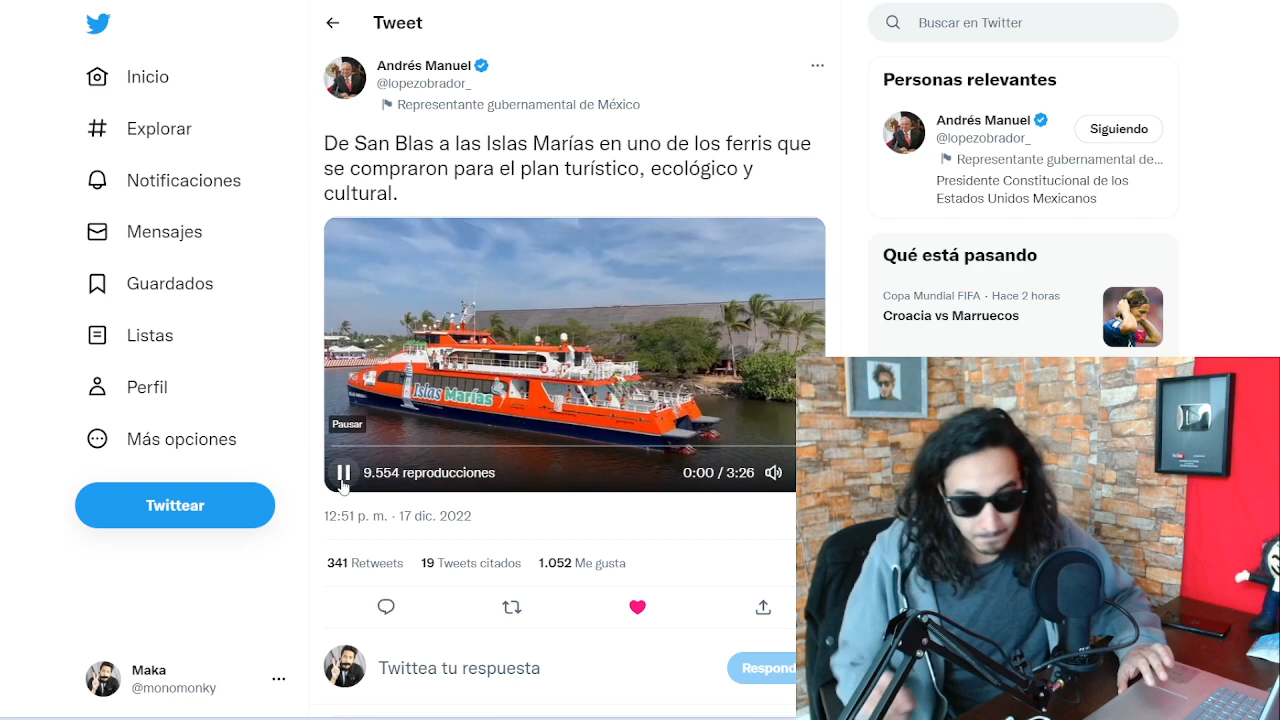 Inicio
Explorar
Notificaciones
Mensajes
Guardados
Listas
Perfil
Más opciones
Twittear
Maka
@monomonky
Tweet
Andrés Manuel
@lopezobrador_
Representante gubernamental de México
De San Blas a las Islas Marías en uno de los ferris que
se compraron para el plan turístico, ecológico y
cultural.
Islas Marías
Pausar
9.554 reproducciones
0:00 / 3:26
12:51 p. m. · 17 dic. 2022
341 Retweets
19 Tweets citados
1.052 Me gusta
Twittea tu respuesta
Respond
Buscar en Twitter
Personas relevantes
Andrés Manuel
@lopezobrador_
Siguiendo
Representante gubernamental de...
Presidente Constitucional de los
Estados Unidos Mexicanos
Qué está pasando
Copa Mundial FIFA · Hace 2 horas
Croacia vs Marruecos